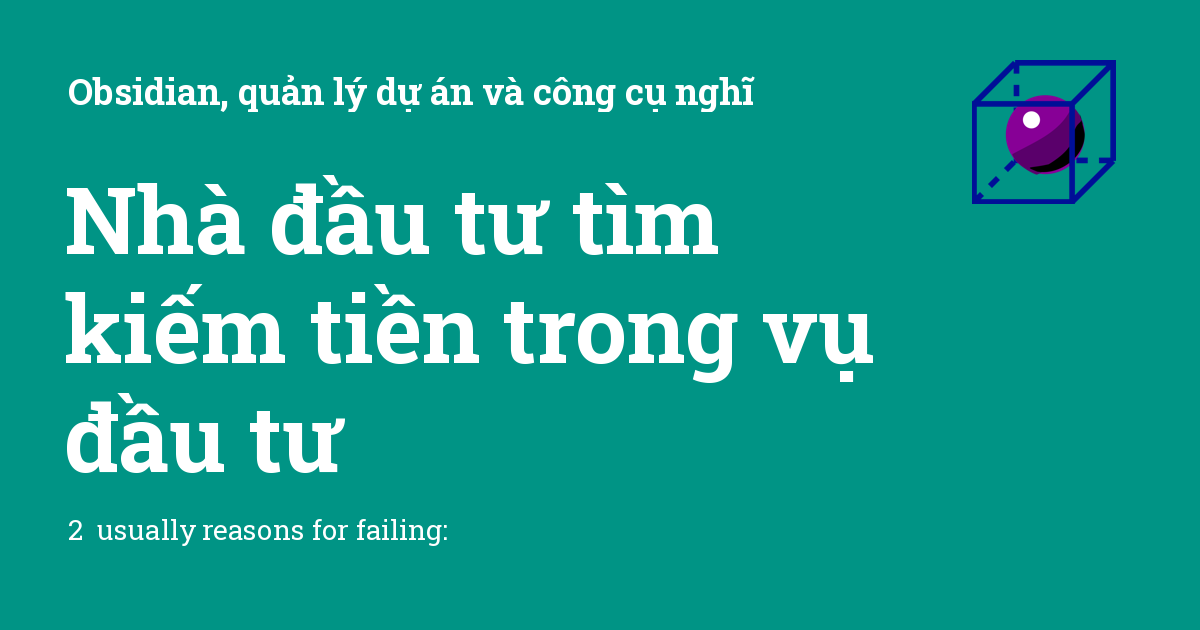 Obsidian, quản lý dự án và công cụ nghĩ
Nhà đầu tư tìm
kiếm tiền trong vụ
đầu tư
2  usually reasons for failing: